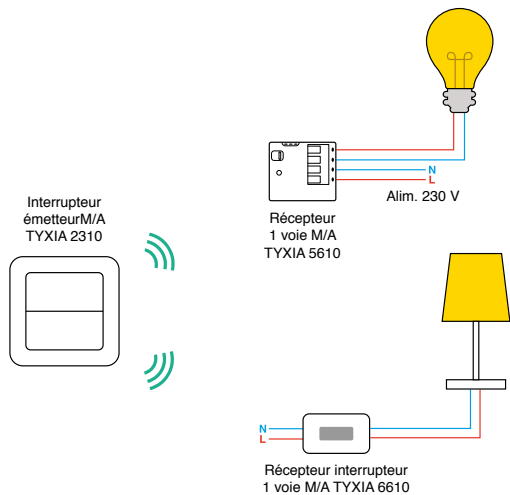 N
L
Alim. 230 V
Interrupteur
émetteurM/A
TYXIA 2310
Récepteur
1 voie M/A
TYXIA 5610
N
L
Récepteur interrupteur
1 voie M/A TYXIA 6610